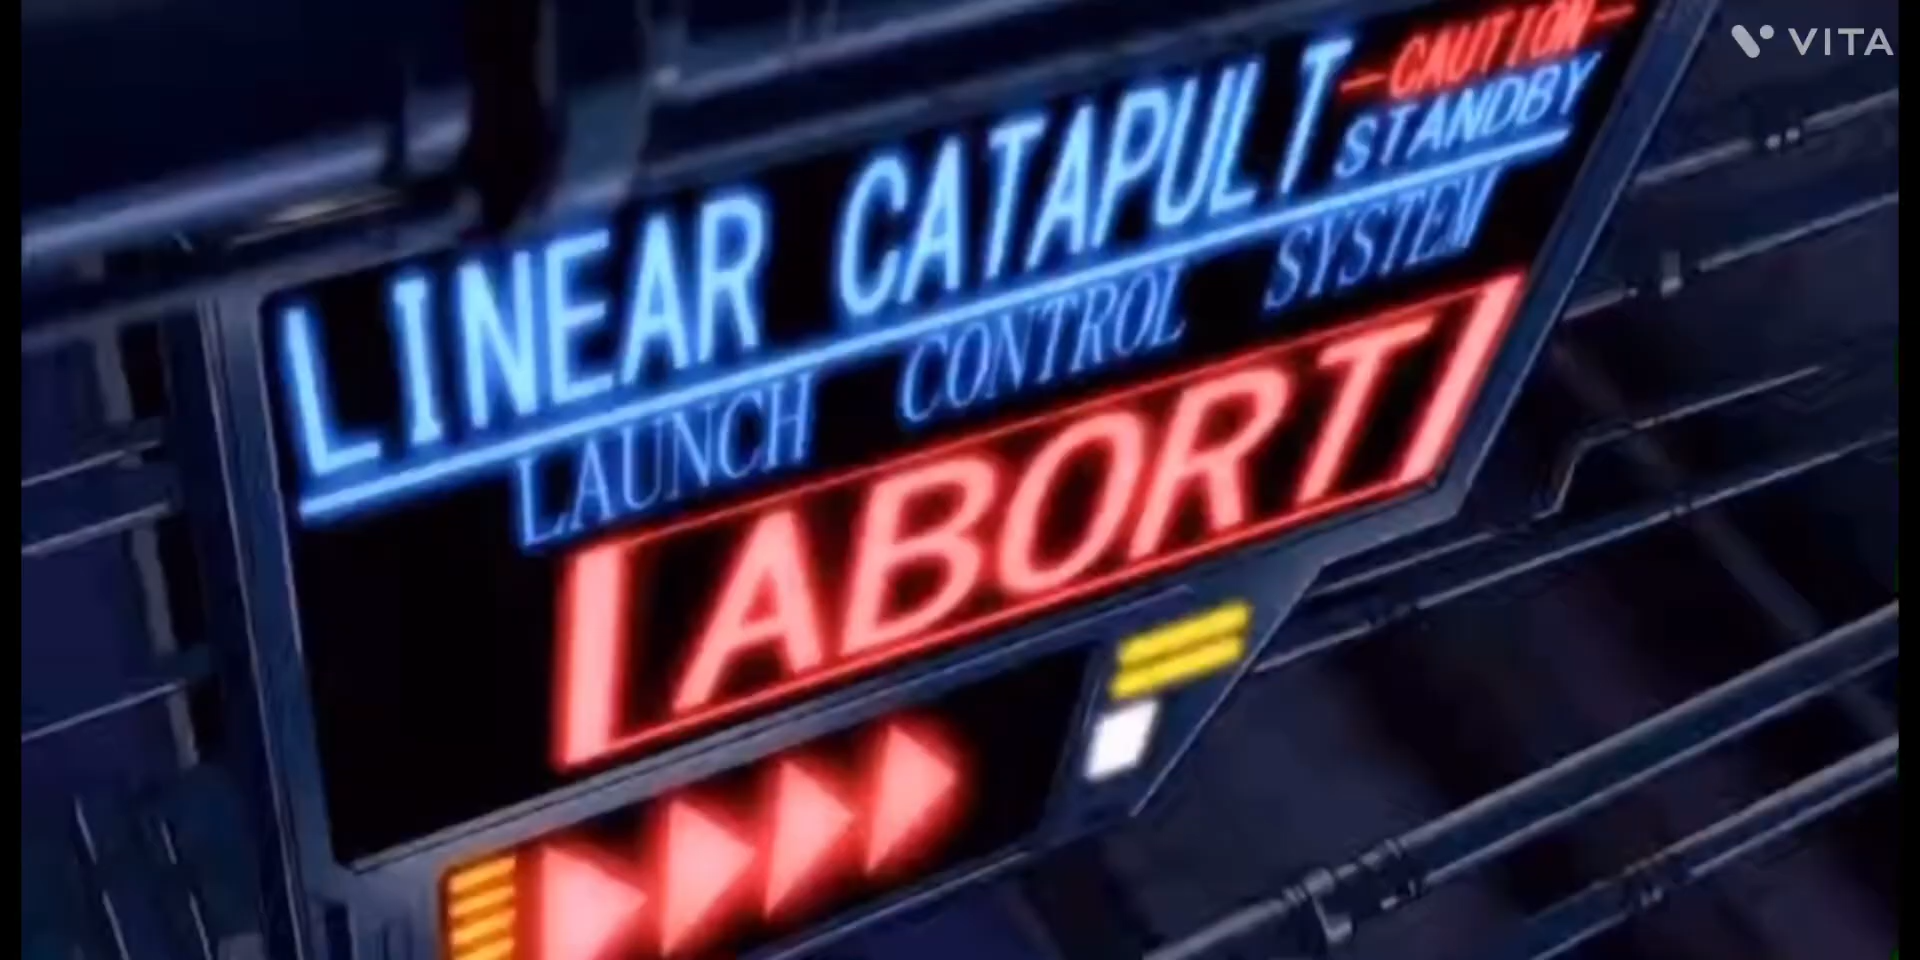 VITA
—CAUTION—
LINEAR CATAPULT STANDBY
LAUNCH CONTROL SYSTEM
ABORT